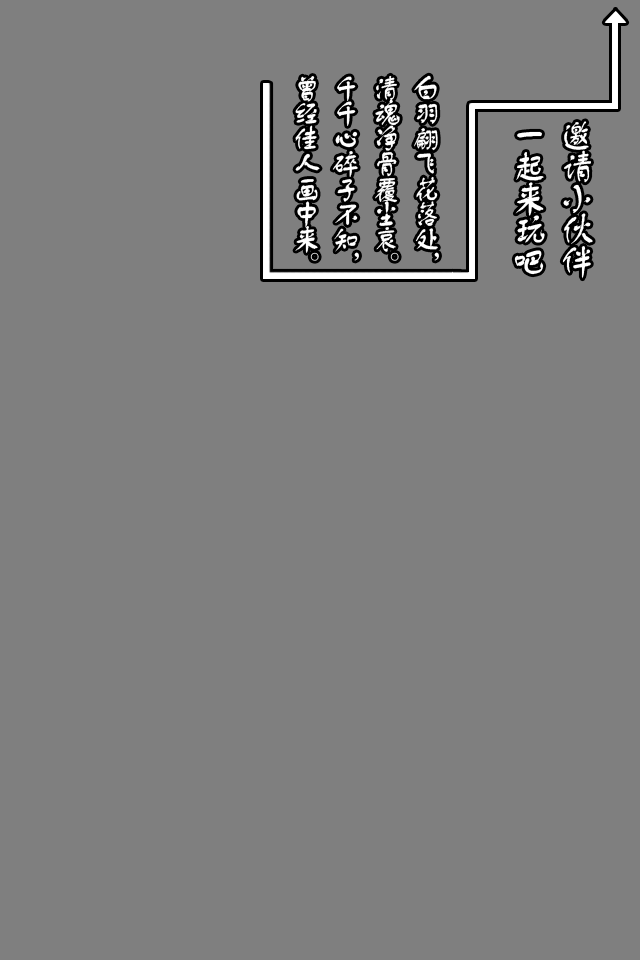 邀请小伙伴
一起来玩吧
白羽翩飞花落处，
清魂净骨覆尘哀。
千千心碎子不知，
曾经佳人画中来。